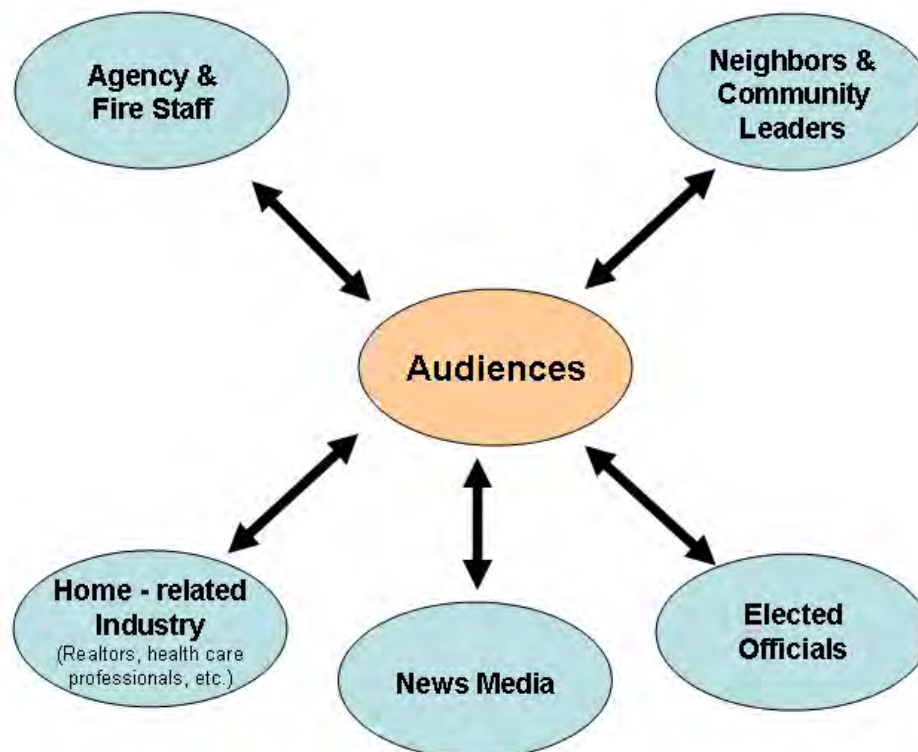 Agency &
Fire Staff
Neighbors &
Community
Leaders
Audiences
Home - related
Industry
(Realtors, health care
professionals, etc.)
News Media
Elected
Officials